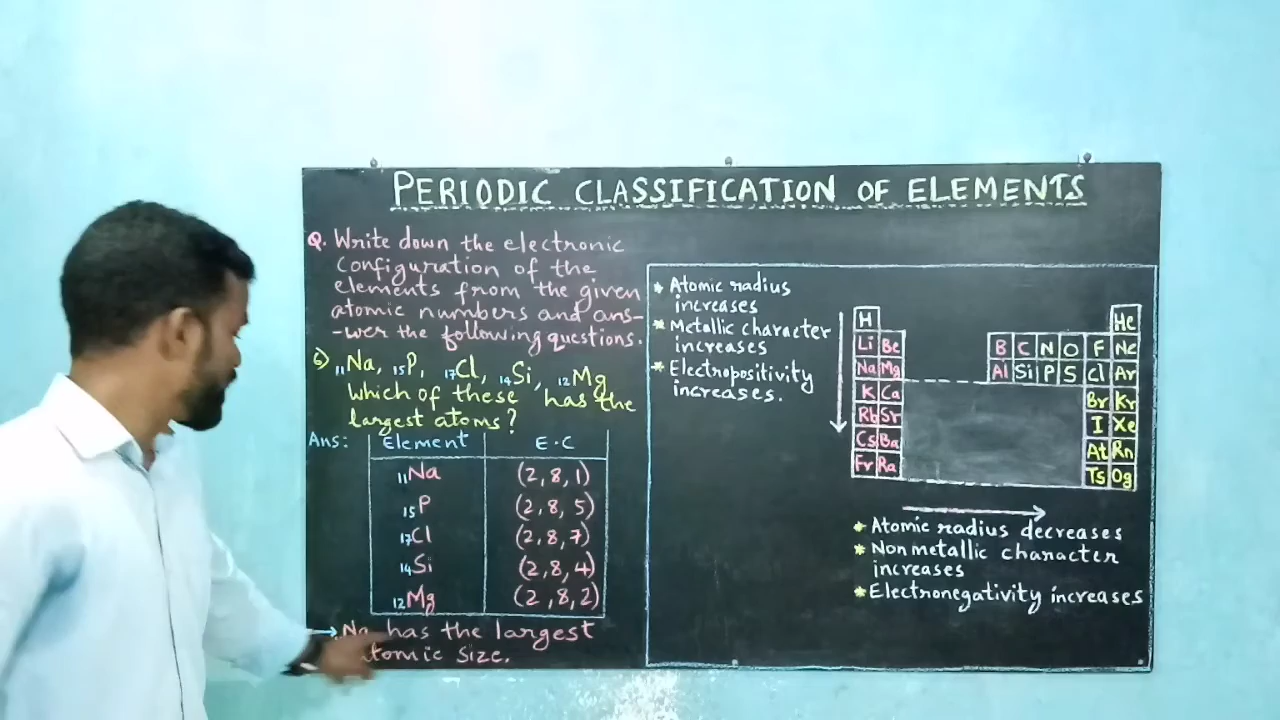 PERIODIC CLASSIFICATION OF ELEMENTS
Q. Write down the electronic
configuration of the
elements from the given
atomic numbers and ans-
-wer the following questions.
6) ₁₁Na, ₁₅P, ₁₇Cl, ₁₄Si, ₁₂Mg
Which of these has the
largest atoms?
Ans: Element E.C
₁₁Na (2,8,1)
₁₅P (2,8,5)
₁₇Cl (2,8,7)
₁₄Si (2,8,4)
₁₂Mg (2,8,2)
→ Na has the largest
atomic size.
* Atomic radius
increases
* Metallic character
increases
* Electropositivity
increases.
H He
Li Be B C N O F Ne
Na Mg Al Si P S Cl Ar
K Ca Br Kr
Rb Sr I Xe
Cs Ba At Rn
Fr Ra Ts Og
* Atomic radius decreases
* Non metallic character
increases
* Electronegativity increases